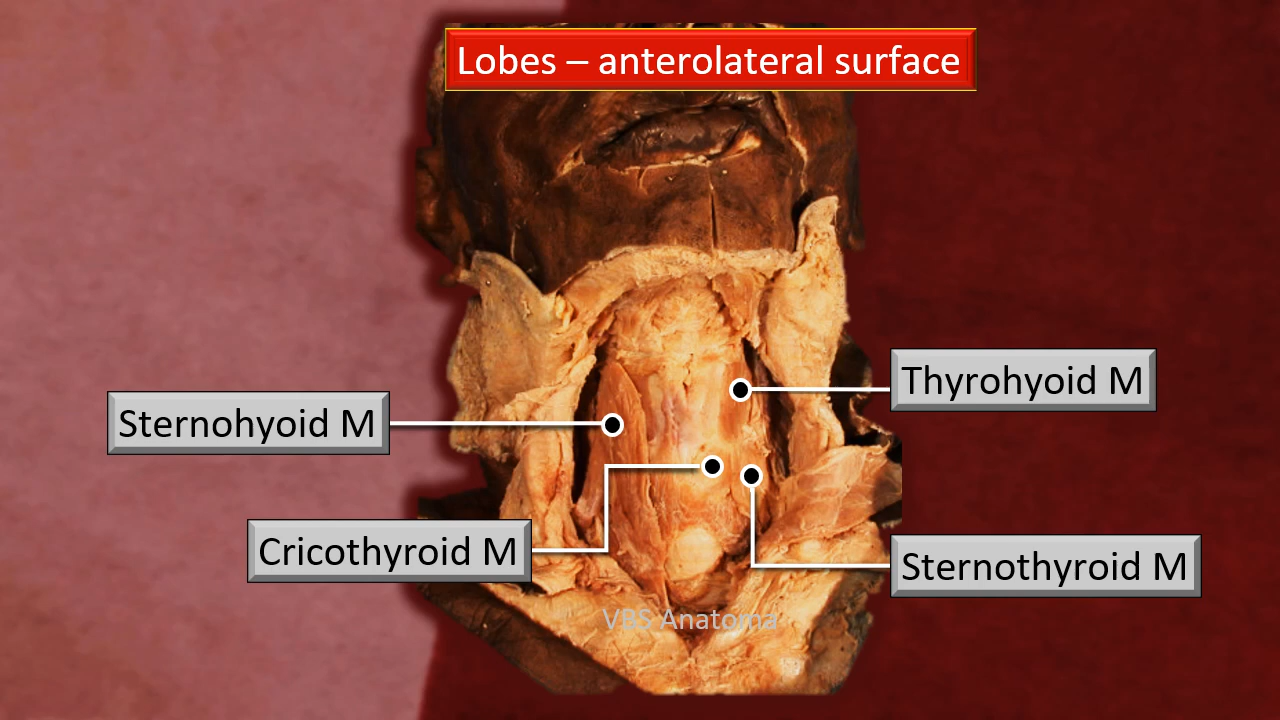 Lobes – anterolateral surface
Thyrohyoid M
Sternohyoid M
Cricothyroid M
Sternothyroid M
VBS Anatoma